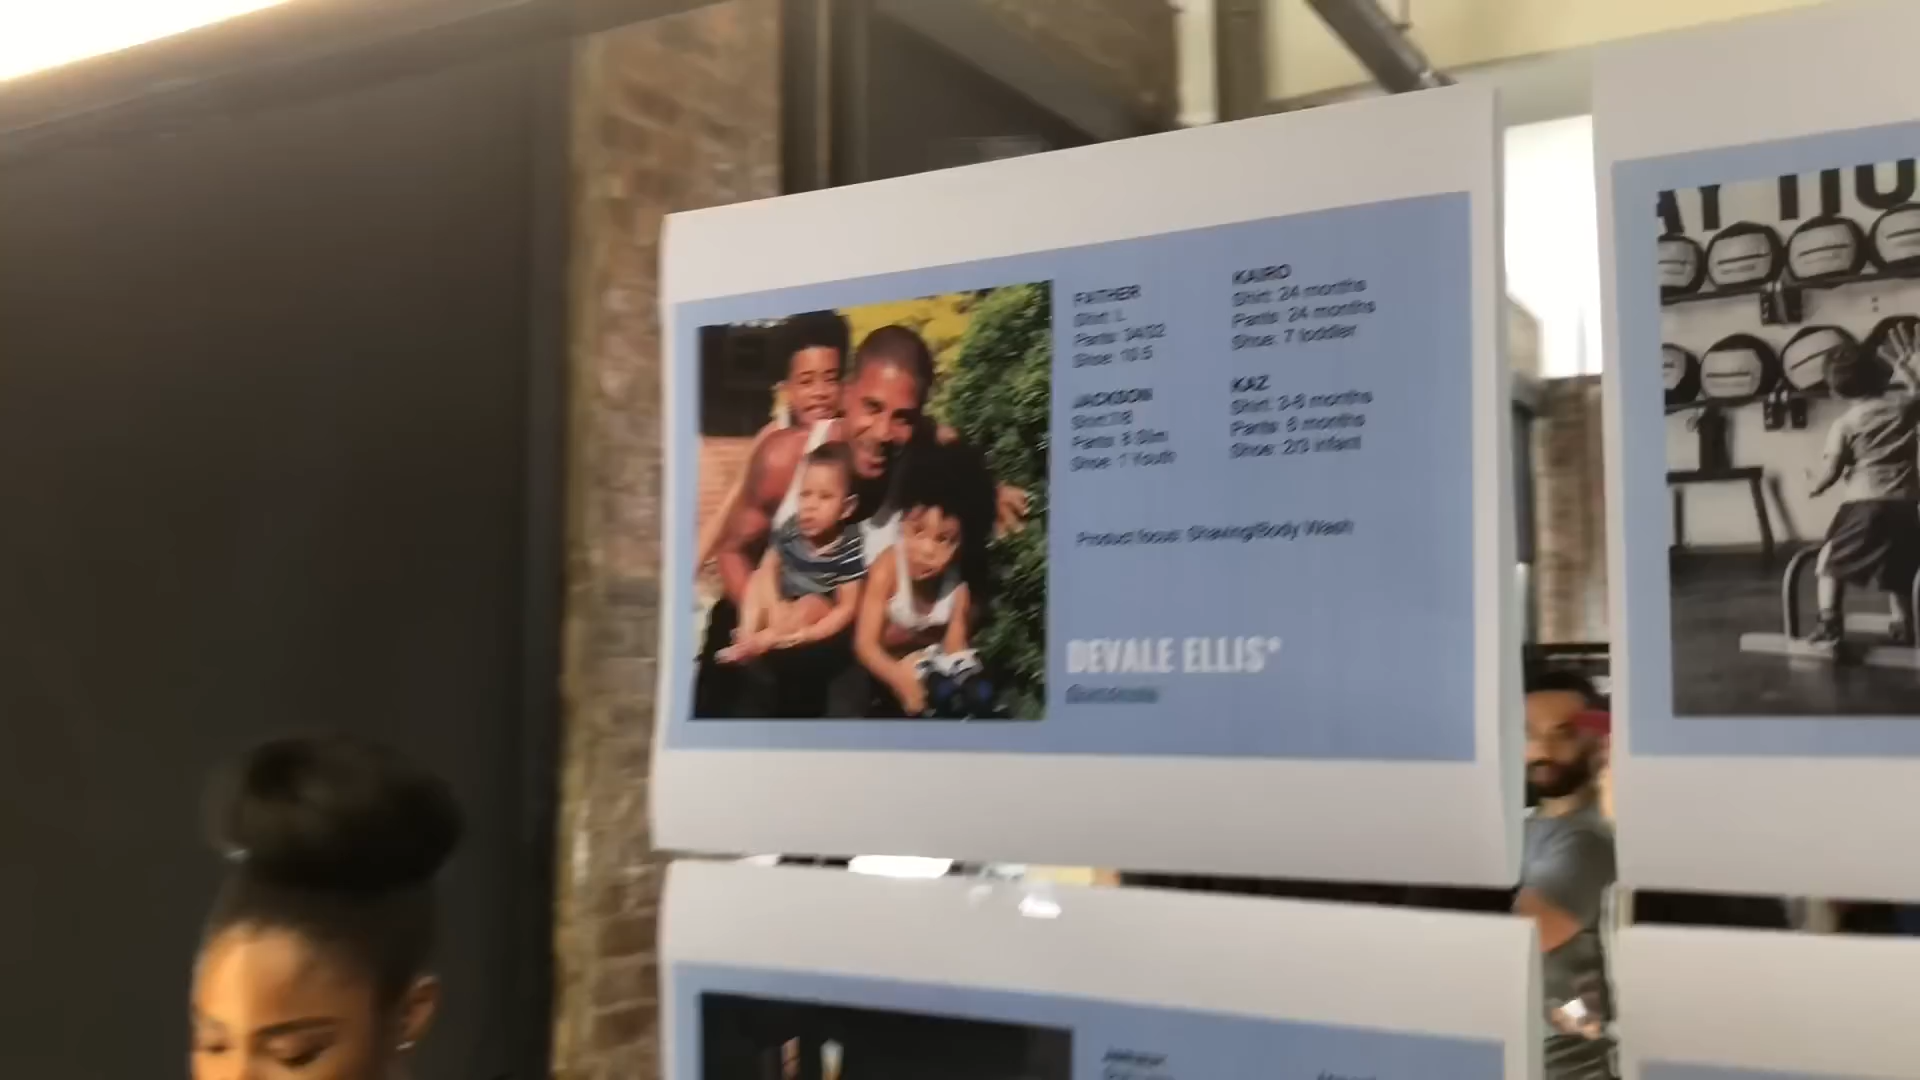 FATHER
Shirt: L
Pants: 34/32
Shoe: 10.5
JACKSON
Shirt: 7/8
Pants: 8 Slim
Shoe: 1 Youth
KAIRO
Shirt: 24 months
Pants: 24 months
Shoe: 7 toddler
KAZ
Shirt: 3-6 months
Pants: 6 months
Shoe: 2/3 infant
Product focus: Shaving/Body Wash
DEVALE ELLIS*